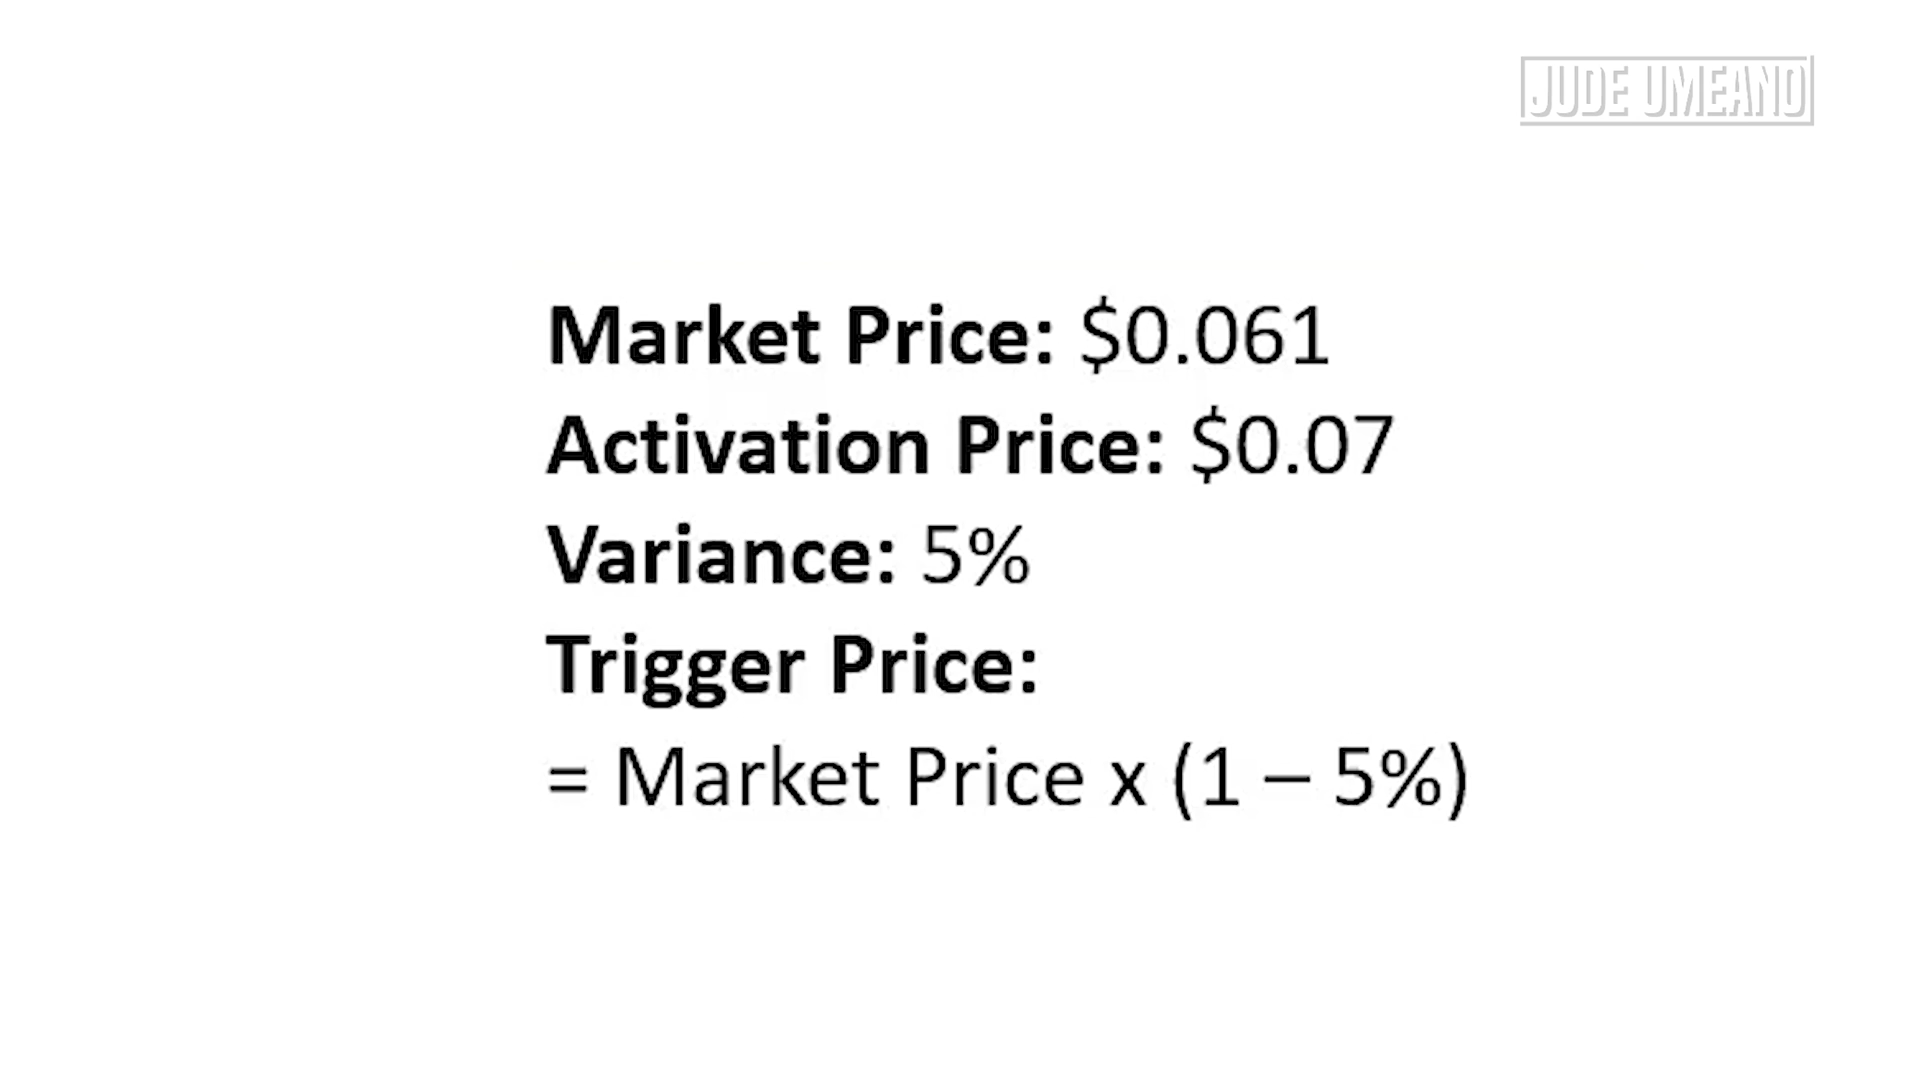 JUDE UMEANO
Market Price: $0.061
Activation Price: $0.07
Variance: 5%
Trigger Price:
= Market Price x (1 – 5%)